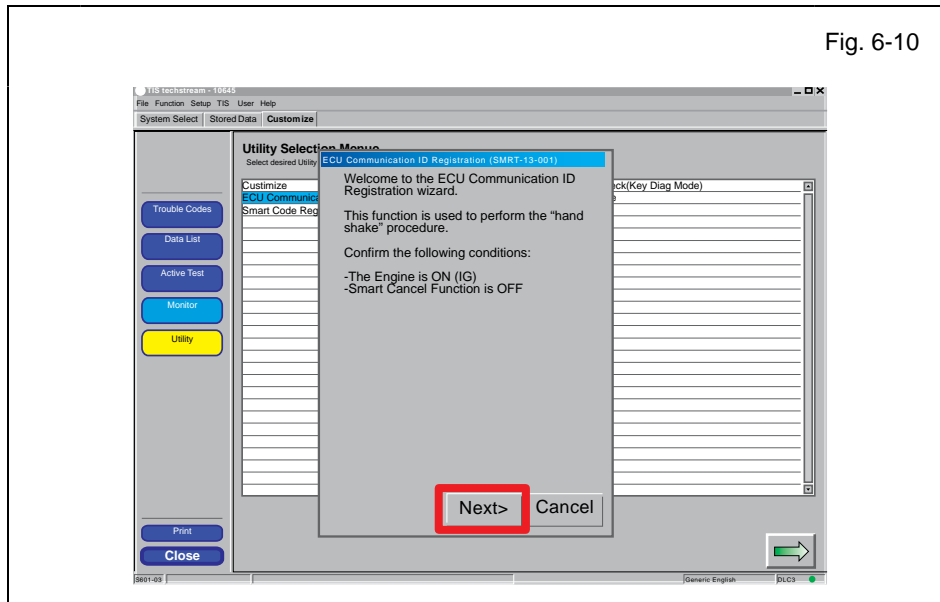 Fig. 6-10
TIS techstream - 10645
File Function Setup TIS User Help
System Select Stored Data Customize
Utility Selection Menus
Select desired Utility
ECU Communication ID Registration (SMRT-13-001)
Welcome to the ECU Communication ID
Registration wizard.
This function is used to perform the “hand
shake” procedure.
Confirm the following conditions:
-The Engine is ON (IG)
-Smart Cancel Function is OFF
Next>
Cancel
Custimize
ECU Communica
Smart Code Reg
ck(Key Diag Mode)
e
Trouble Codes
Data List
Active Test
Monitor
Utility
Print
Close
S601-03
Generic English
DLC3